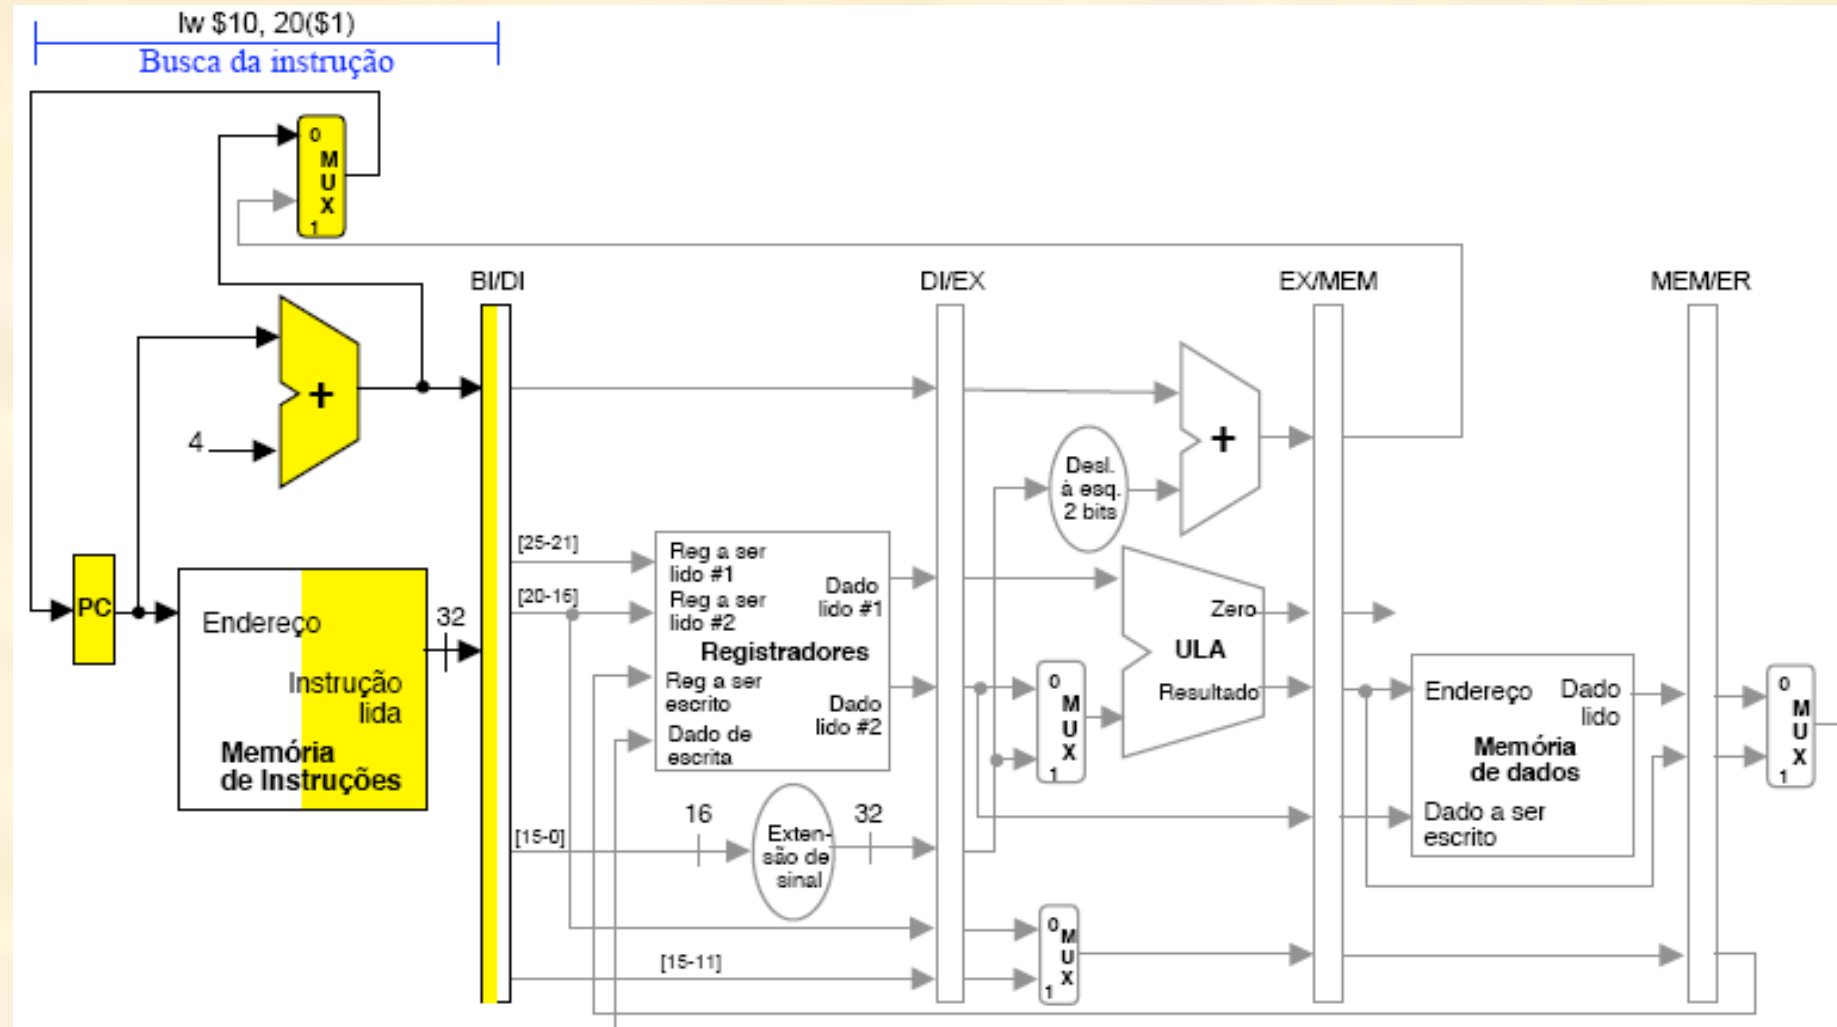 lw $10, 20($1)
Busca da instrução
0
M
U
X
1
BI/DI
DI/EX
EX/MEM
MEM/ER
+
4
+
Desl.
à esq.
2 bits
PC
Endereço
Instrução
lida
Memória
de Instruções
32
[25-21]
[20-16]
[15-0]
[15-11]
Reg a ser
lido #1
Reg a ser
lido #2
Registradores
Reg a ser
escrito
Dado de
escrita
Dado
lido #1
Dado
lido #2
16
Exten-
são de
sinal
32
0
M
U
X
1
Zero
ULA
Resultado
0
M
U
X
1
Endereço
Dado
lido
Memória
de dados
Dado a ser
escrito
0
M
U
X
1